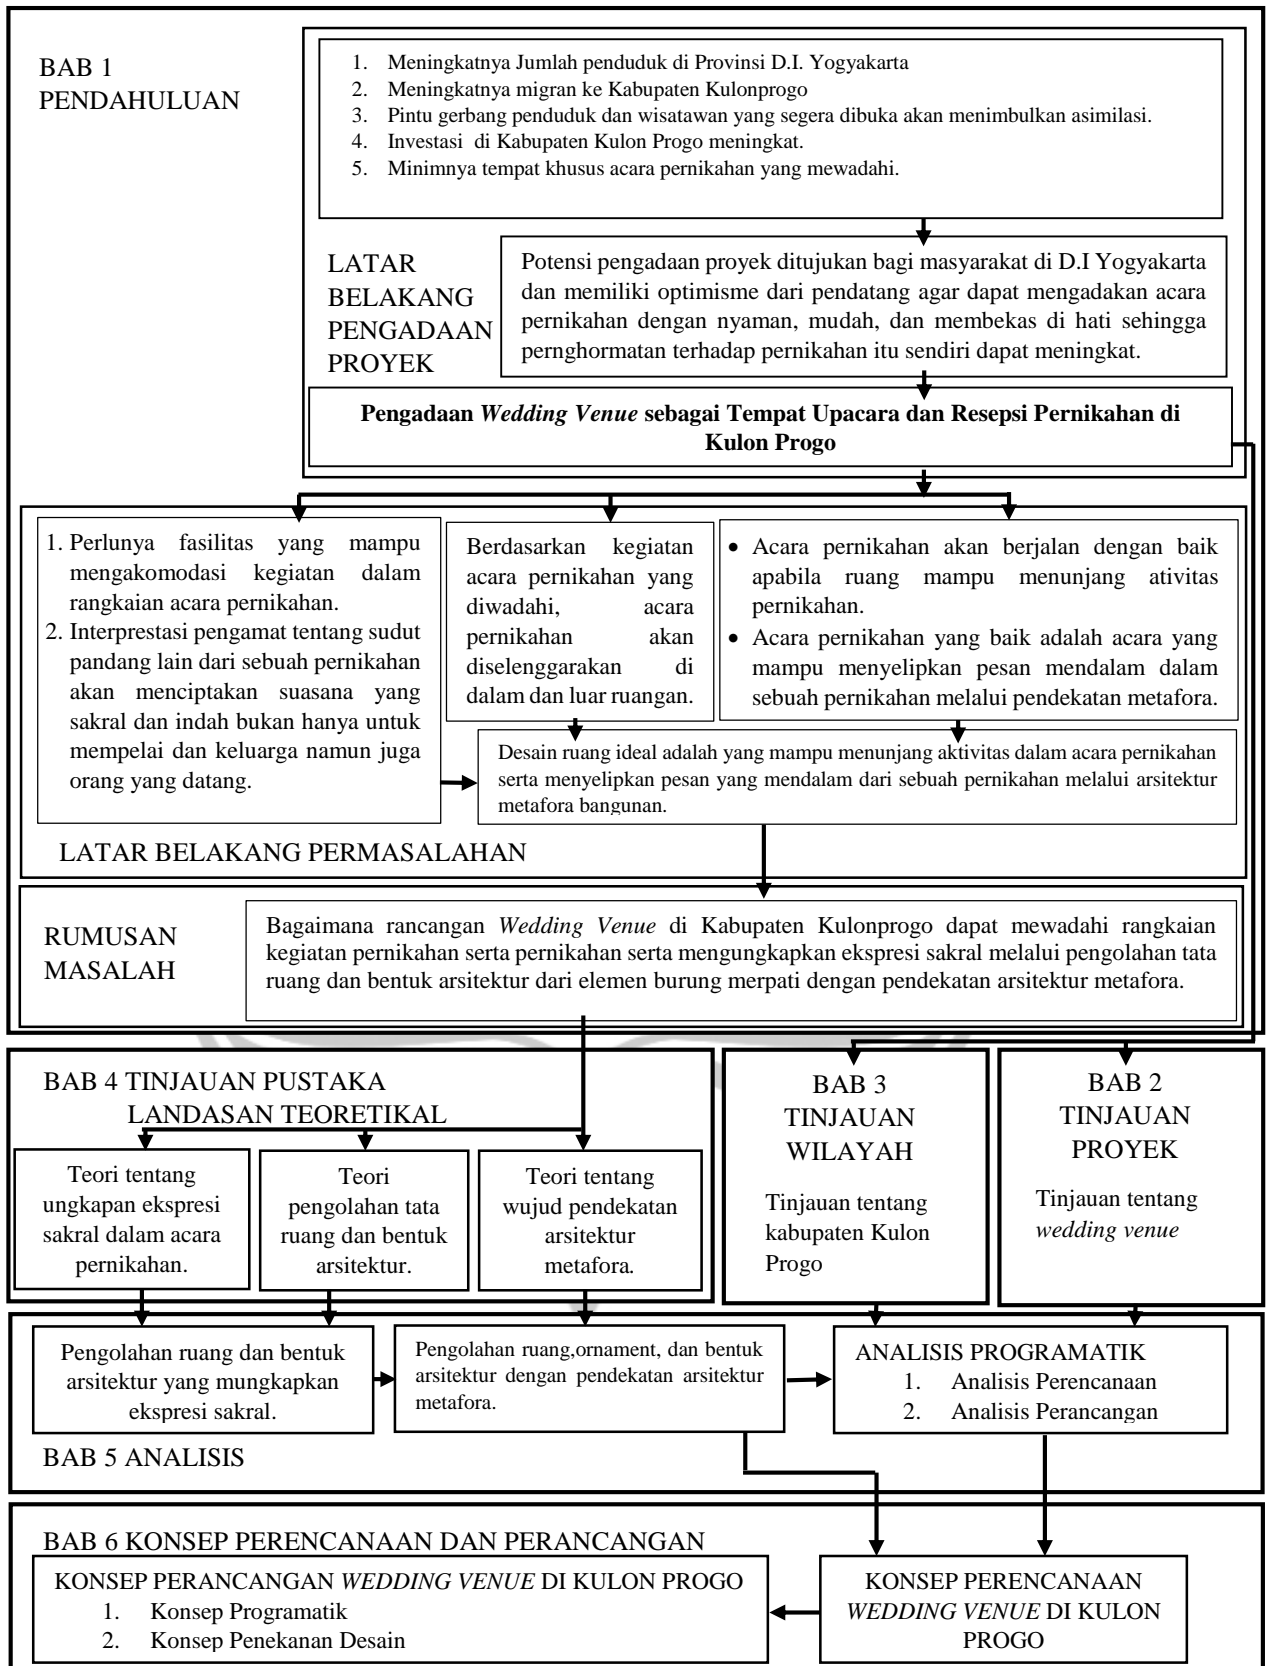 BAB 1
PENDAHULUAN
1. Meningkatnya Jumlah penduduk di Provinsi D.I. Yogyakarta
2. Meningkatnya migran ke Kabupaten Kulonprogo
3. Pintu gerbang penduduk dan wisatawan yang segera dibuka akan menimbulkan asimilasi.
4. Investasi di Kabupaten Kulon Progo meningkat.
5. Minimnya tempat khusus acara pernikahan yang mewadahi.
LATAR
BELAKANG
PENGADAAN
PROYEK
Potensi pengadaan proyek ditujukan bagi masyarakat di D.I Yogyakarta
dan memiliki optimisme dari pendatang agar dapat mengadakan acara
pernikahan dengan nyaman, mudah, dan membekas di hati sehingga
pernghormatan terhadap pernikahan itu sendiri dapat meningkat.
Pengadaan Wedding Venue sebagai Tempat Upacara dan Resepsi Pernikahan di
Kulon Progo
1. Perlunya fasilitas yang mampu
mengakomodasi kegiatan dalam
rangkaian acara pernikahan.
2. Interprestasi pengamat tentang sudut
pandang lain dari sebuah pernikahan
akan menciptakan suasana yang
sakral dan indah bukan hanya untuk
mempelai dan keluarga namun juga
orang yang datang.
Berdasarkan kegiatan
acara pernikahan yang
diwadahi, acara
pernikahan akan
diselenggarakan di
dalam dan luar ruangan.
• Acara pernikahan akan berjalan dengan baik
apabila ruang mampu menunjang ativitas
pernikahan.
• Acara pernikahan yang baik adalah acara yang
mampu menyelipkan pesan mendalam dalam
sebuah pernikahan melalui pendekatan metafora.
Desain ruang ideal adalah yang mampu menunjang aktivitas dalam acara pernikahan
serta menyelipkan pesan yang mendalam dari sebuah pernikahan melalui arsitektur
metafora bangunan.
LATAR BELAKANG PERMASALAHAN
RUMUSAN
MASALAH
Bagaimana rancangan Wedding Venue di Kabupaten Kulonprogo dapat mewadahi rangkaian
kegiatan pernikahan serta pernikahan serta mengungkapkan ekspresi sakral melalui pengolahan tata
ruang dan bentuk arsitektur dari elemen burung merpati dengan pendekatan arsitektur metafora.
BAB 4 TINJAUAN PUSTAKA
LANDASAN TEORETIKAL
Teori tentang
ungkapan ekspresi
sakral dalam acara
pernikahan.
Teori
pengolahan tata
ruang dan bentuk
arsitektur.
Teori tentang
wujud pendekatan
arsitektur
metafora.
BAB 3
TINJAUAN
WILAYAH
Tinjauan tentang
kabupaten Kulon
Progo
BAB 2
TINJAUAN
PROYEK
Tinjauan tentang
wedding venue
Pengolahan ruang dan bentuk
arsitektur yang mungkapkan
ekspresi sakral.
Pengolahan ruang,ornament, dan bentuk
arsitektur dengan pendekatan arsitektur
metafora.
ANALISIS PROGRAMATIK
1. Analisis Perencanaan
2. Analisis Perancangan
BAB 5 ANALISIS
BAB 6 KONSEP PERENCANAAN DAN PERANCANGAN
KONSEP PERANCANGAN WEDDING VENUE DI KULON PROGO
1. Konsep Programatik
2. Konsep Penekanan Desain
KONSEP PERENCANAAN
WEDDING VENUE DI KULON
PROGO